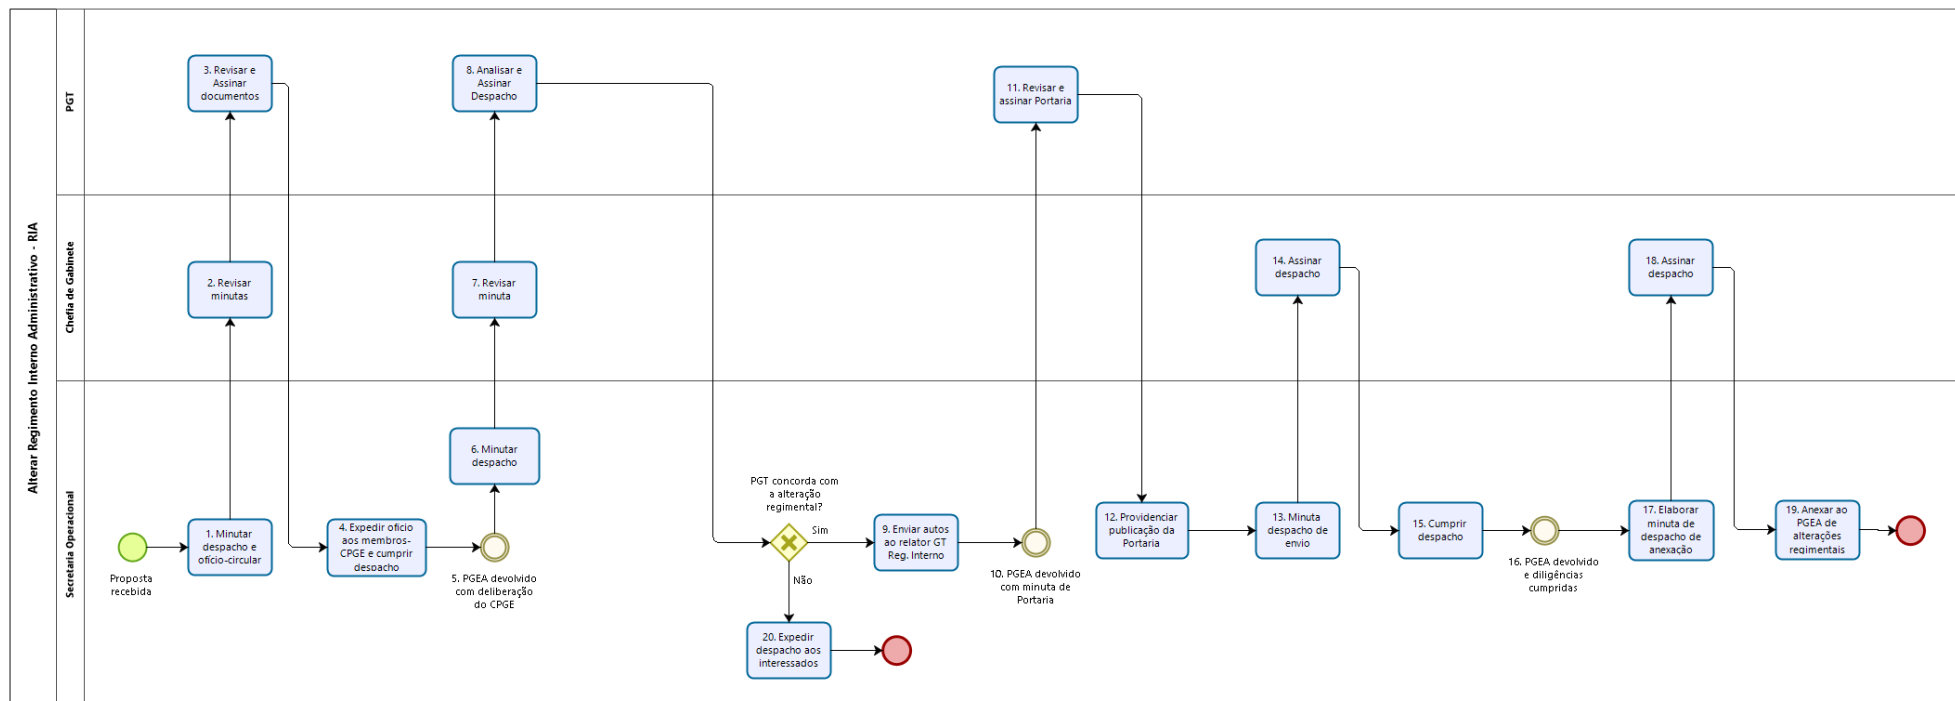 Alterar Regimento Interno Administrativo - RIA
PGT
3. Revisar e
Assinar
documentos
8. Analisar e
Assinar
Despacho
11. Revisar e
assinar Portaria
Chefia de Gabinete
2. Revisar
minutas
7. Revisar
minuta
14. Assinar
despacho
18. Assinar
despacho
Secretaria Operacional
Proposta
recebida
1. Minutar
despacho e
ofício-circular
4. Expedir ofício
aos membros-
CPGE e cumprir
despacho
5. PGEA devolvido
com deliberação
do CPGE
6. Minutar
despacho
PGT concorda com
a alteração
regimental?
Sim
Não
9. Enviar autos
ao relator GT
Reg. Interno
10. PGEA devolvido
com minuta de
Portaria
12. Providenciar
publicação da
Portaria
13. Minuta
despacho de
envio
15. Cumprir
despacho
16. PGEA devolvido
e diligências
cumpridas
17. Elaborar
minuta de
despacho de
anexação
19. Anexar ao
PGEA de
alterações
regimentais
20. Expedir
despacho aos
interessados